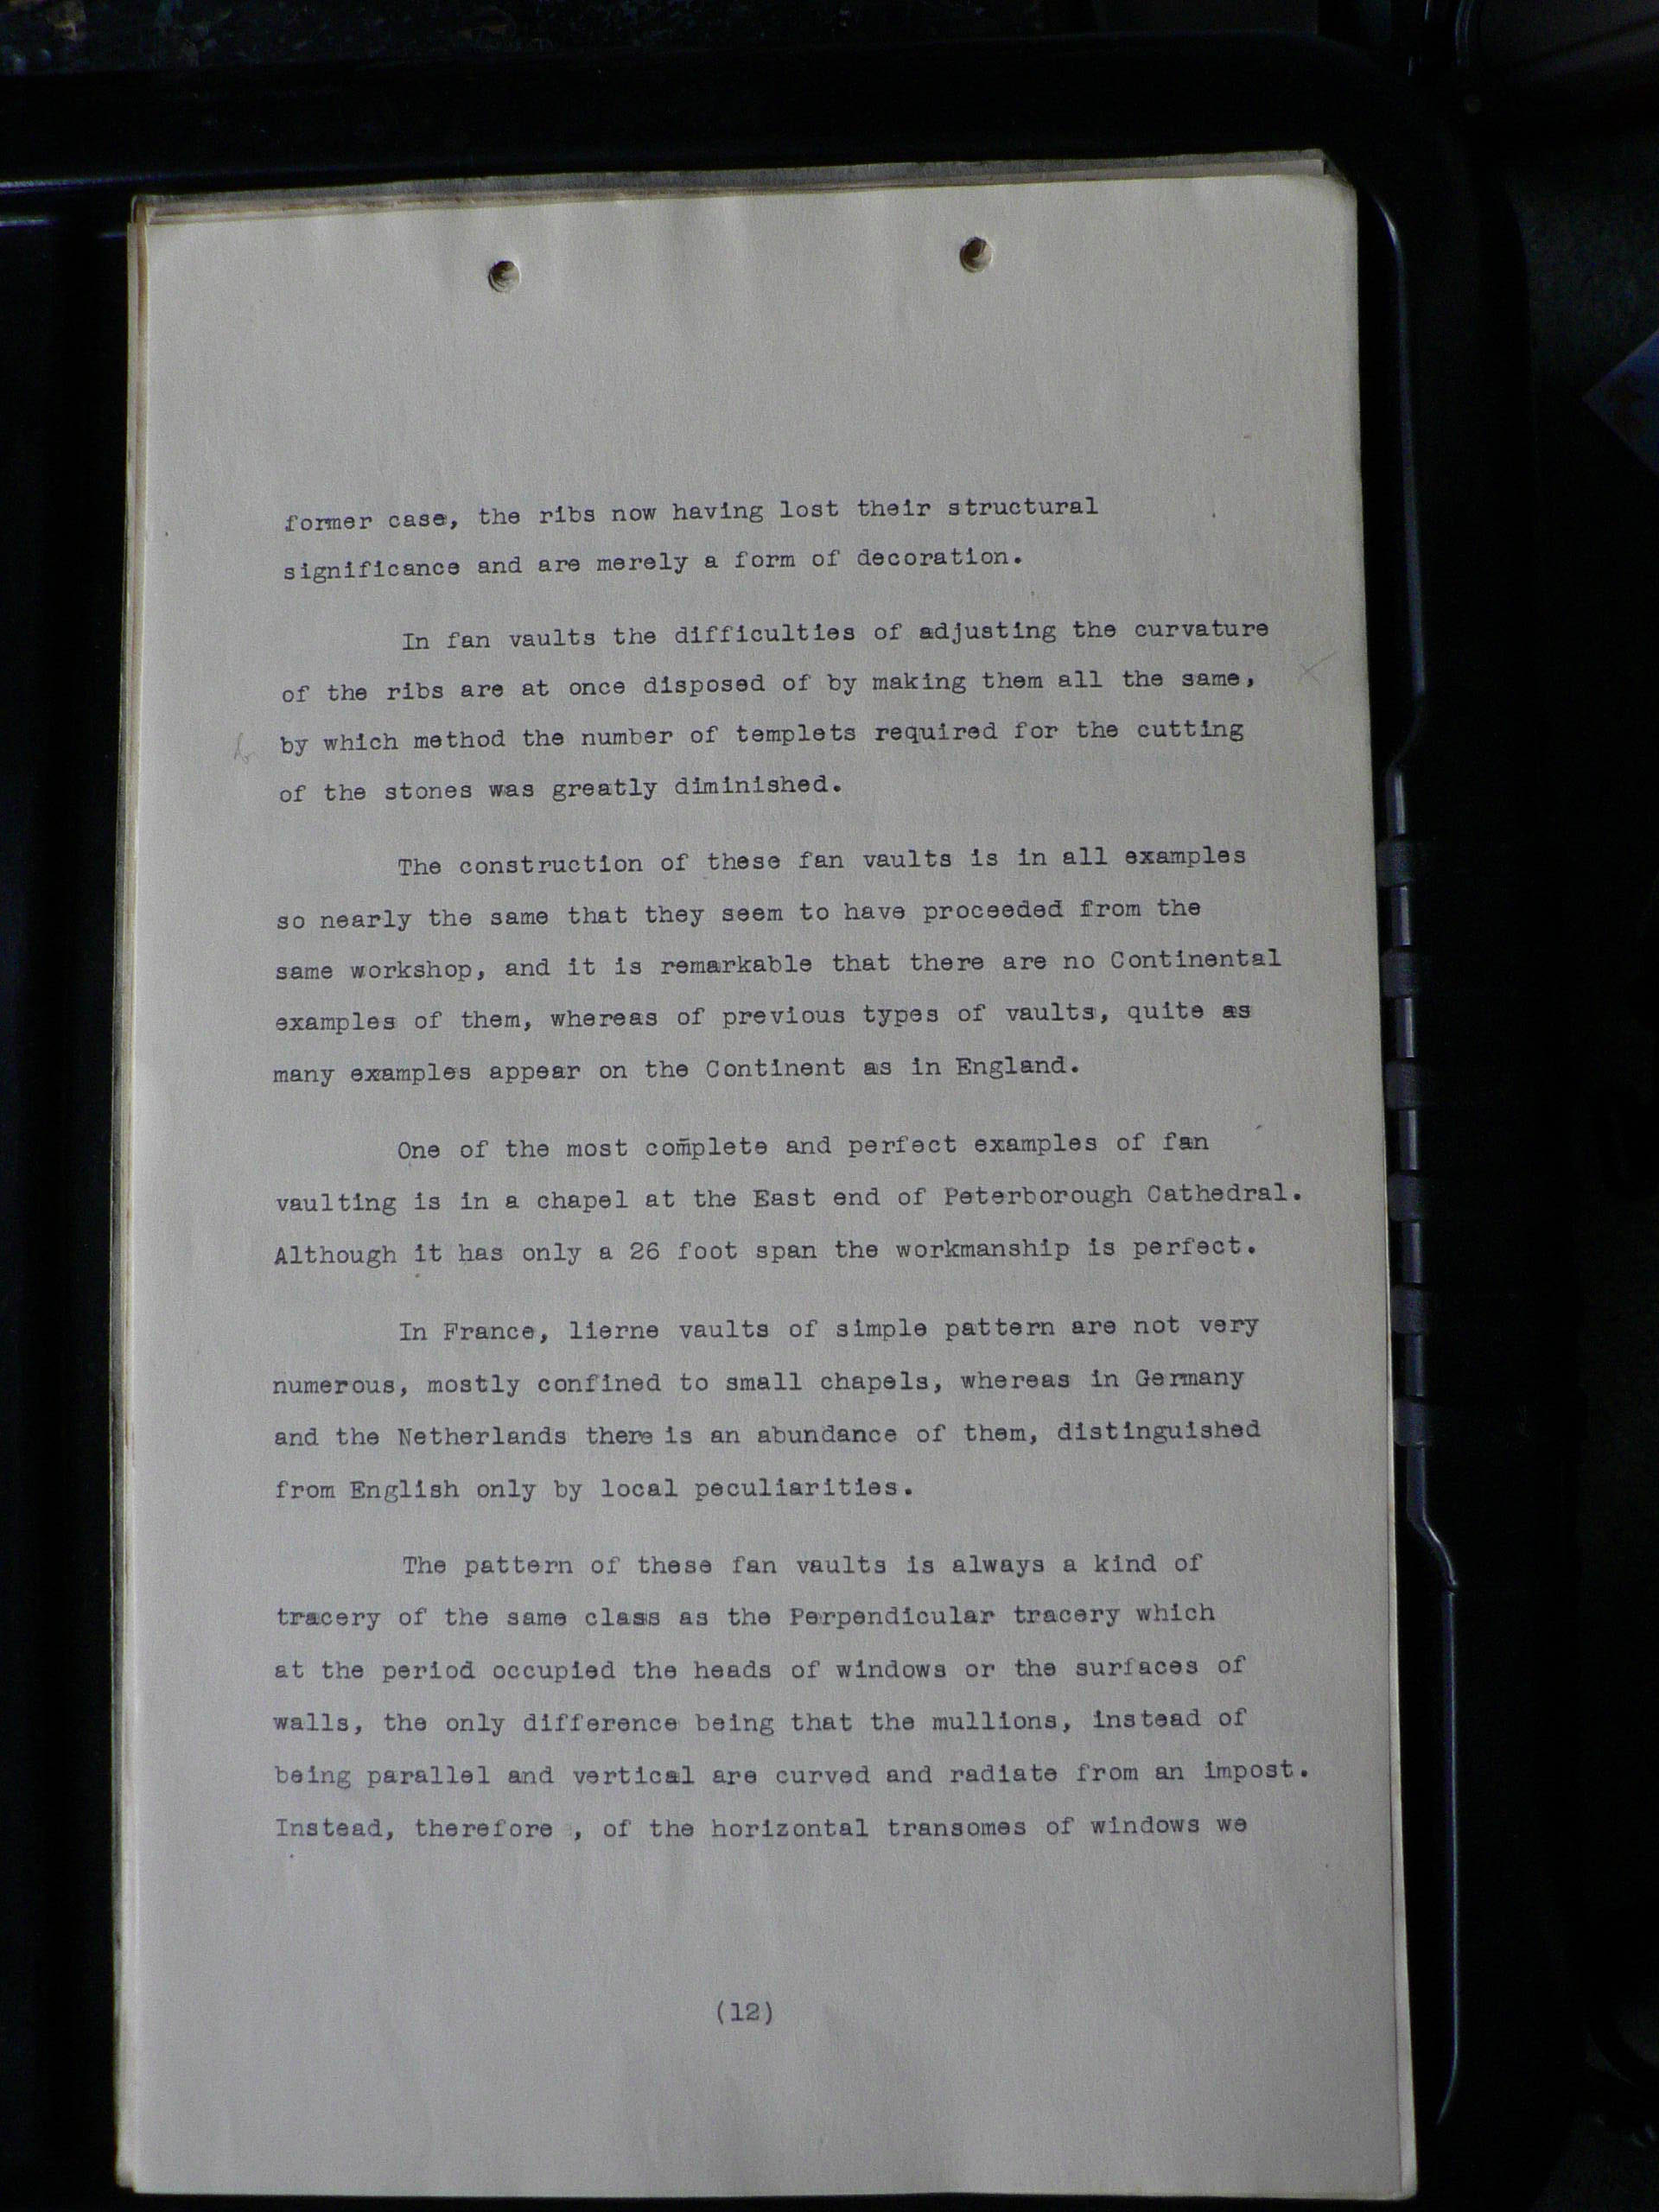 former case, the ribs now having lost their structural
significance and are merely a form of decoration.
In fan vaults the difficulties of adjusting the curvature
of the ribs are at once disposed of by making them all the same,
by which method the number of templets required for the cutting
of the stones was greatly diminished.
The construction of these fan vaults is in all examples
so nearly the same that they seem to have proceeded from the
same workshop, and it is remarkable that there are no Continental
examples of them, whereas of previous types of vaults, quite as
many examples appear on the Continent as in England.
One of the most complete and perfect examples of fan
vaulting is in a chapel at the East end of Peterborough Cathedral.
Although it has only a 26 foot span the workmanship is perfect.
In France, lierne vaults of simple pattern are not very
numerous, mostly confined to small chapels, whereas in Germany
and the Netherlands there is an abundance of them, distinguished
from English only by local peculiarities.
The pattern of these fan vaults is always a kind of
tracery of the same class as the Perpendicular tracery which
at the period occupied the heads of windows or the surfaces of
walls, the only difference being that the mullions, instead of
being parallel and vertical are curved and radiate from an impost.
Instead, therefore , of the horizontal transomes of windows we
(12)